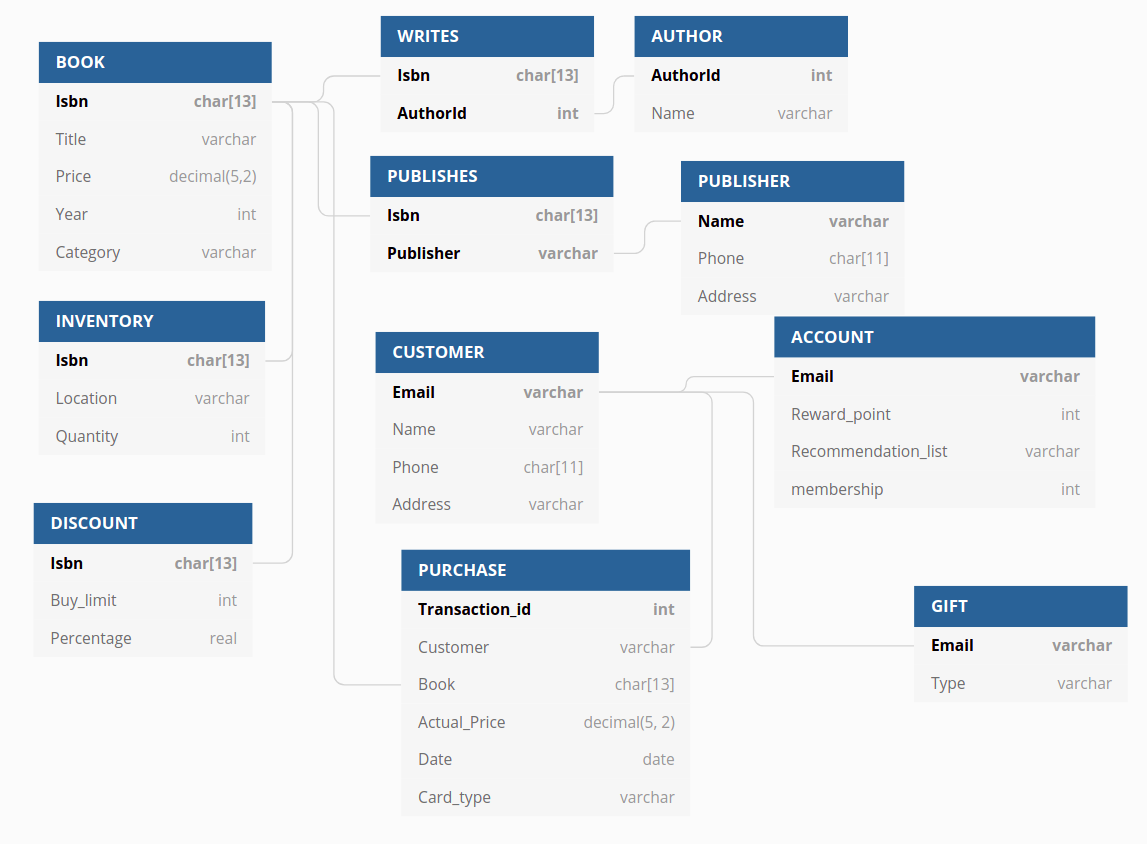 BOOK
Isbn char[13]
Title varchar
Price decimal(5,2)
Year int
Category varchar
WRITES
Isbn char[13]
AuthorId int
AUTHOR
AuthorId int
Name varchar
PUBLISHES
Isbn char[13]
Publisher varchar
PUBLISHER
Name varchar
Phone char[11]
Address varchar
INVENTORY
Isbn char[13]
Location varchar
Quantity int
CUSTOMER
Email varchar
Name varchar
Phone char[11]
Address varchar
ACCOUNT
Email varchar
Reward_point int
Recommendation_list varchar
membership int
DISCOUNT
Isbn char[13]
Buy_limit int
Percentage real
PURCHASE
Transaction_id int
Customer varchar
Book char[13]
Actual_Price decimal(5, 2)
Date date
Card_type varchar
GIFT
Email varchar
Type varchar